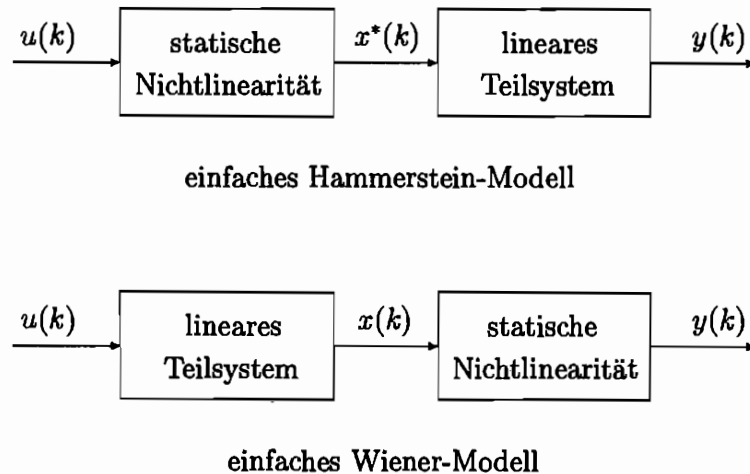 u(k)
statische
Nichtlinearität
x*(k)
lineares
Teilsystem
y(k)
einfaches Hammerstein-Modell
u(k)
lineares
Teilsystem
x(k)
statische
Nichtlinearität
y(k)
einfaches Wiener-Modell